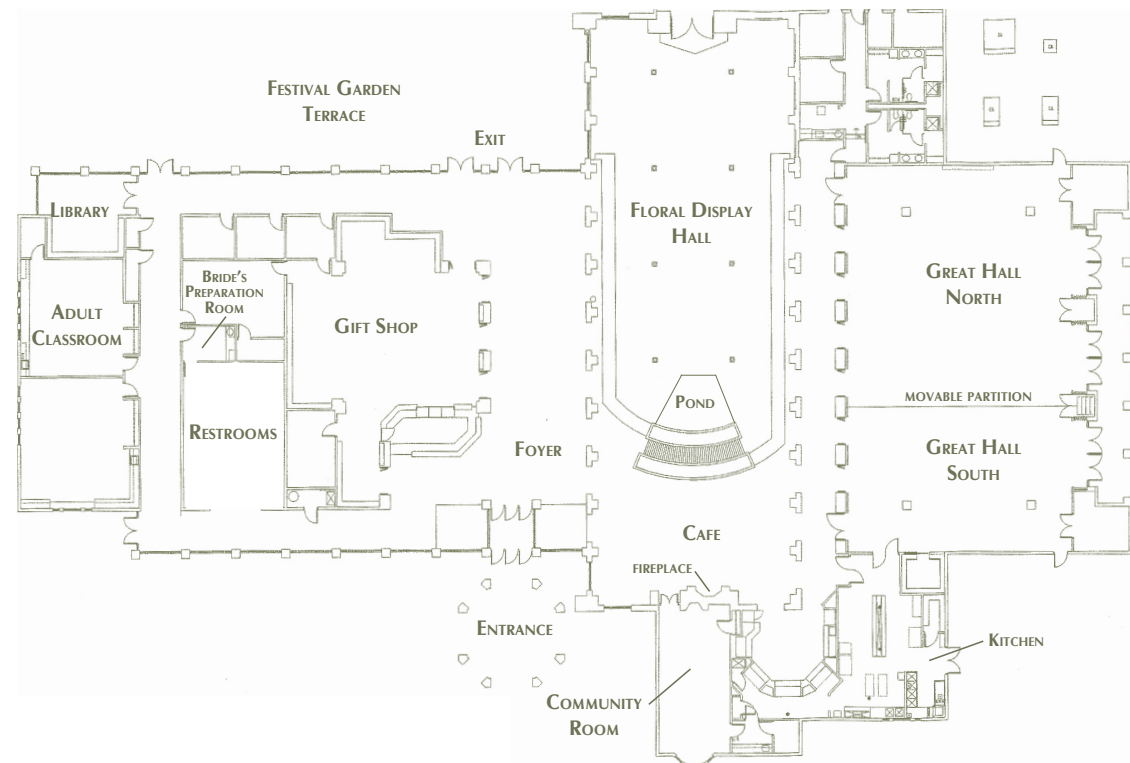 Festival Garden
Terrace
Exit
Library
Floral Display
Hall
Bride's
Preparation
Room
Great Hall
North
Adult
Classroom
Gift Shop
Pond
movable partition
Restrooms
Foyer
Great Hall
South
Cafe
fireplace
Entrance
Kitchen
Community
Room